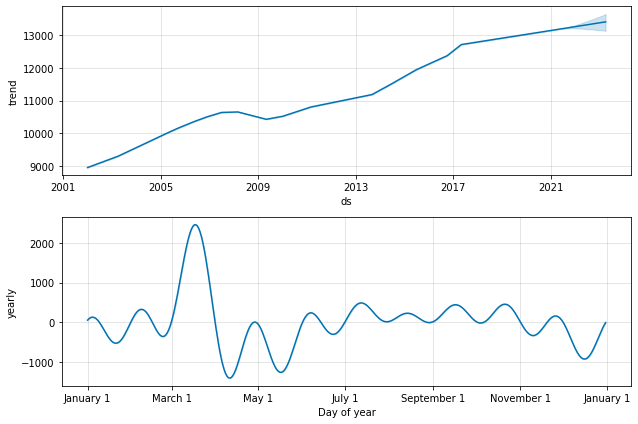 13000
12000
11000
10000
9000
trend
2001 2005 2009 2013 2017 2021
ds
2000
1000
0
−1000
yearly
January 1 March 1 May 1 July 1 September 1 November 1 January 1
Day of year